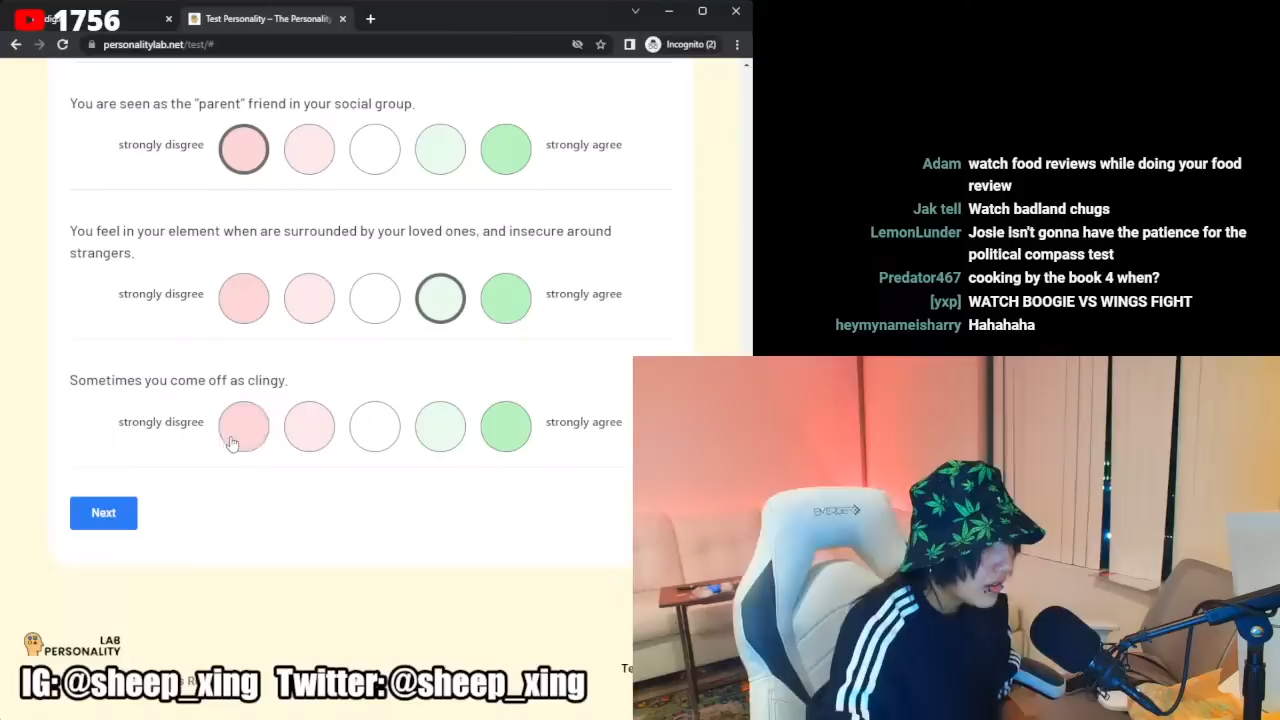 1756
Test Personality – The Personality
personalitylab.net/test/#
Incognito (2)
You are seen as the "parent" friend in your social group.
strongly disgree
strongly agree
You feel in your element when are surrounded by your loved ones, and insecure around
strangers.
strongly disgree
strongly agree
Sometimes you come off as clingy.
strongly disgree
strongly agree
Next
LAB
PERSONALITY
IG: @sheep_xing Twitter: @sheep_xing
Adam watch food reviews while doing your food
review
Jak tell Watch badland chugs
LemonLunder Josie isn't gonna have the patience for the
political compass test
Predator467 cooking by the book 4 when?
[yxp] WATCH BOOGIE VS WINGS FIGHT
heymynameisharry Hahahaha